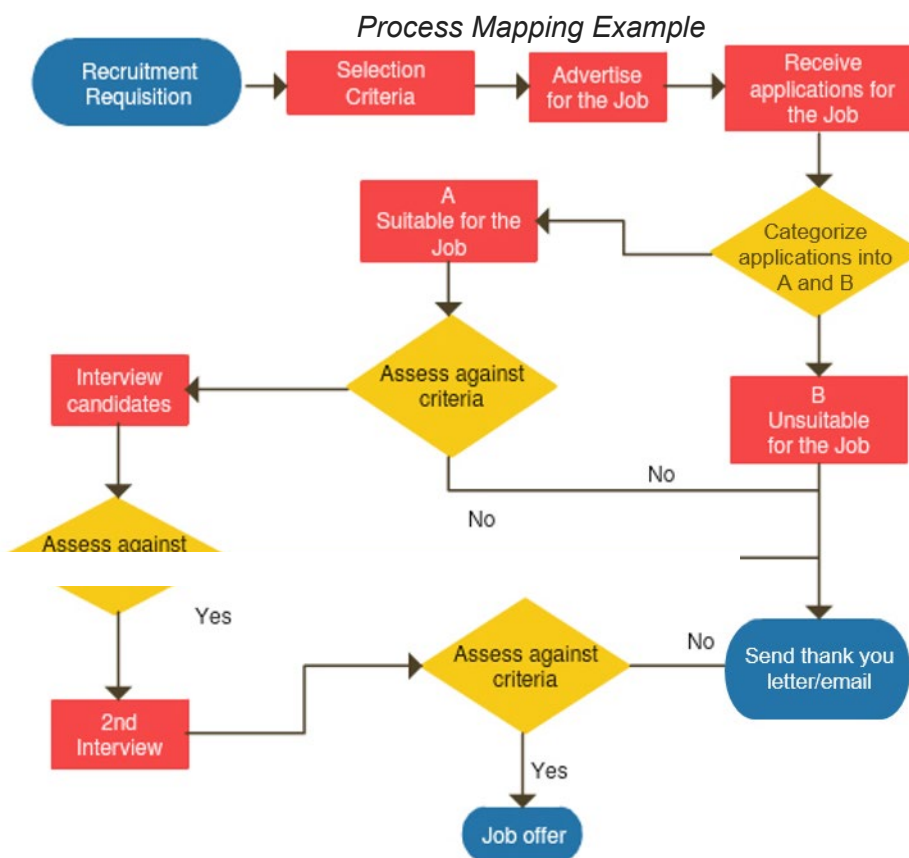 Process Mapping Example
Recruitment
Requisition
Selection
Criteria
Advertise
for the Job
Receive
applications for
the Job
A
Suitable for the
Job
Categorize
applications into
A and B
Interview
candidates
Assess against
criteria
B
Unsuitable
for the Job
No
No
Assess against
Yes
Assess against
criteria
No
Send thank you
letter/email
2nd
Interview
Yes
Job offer